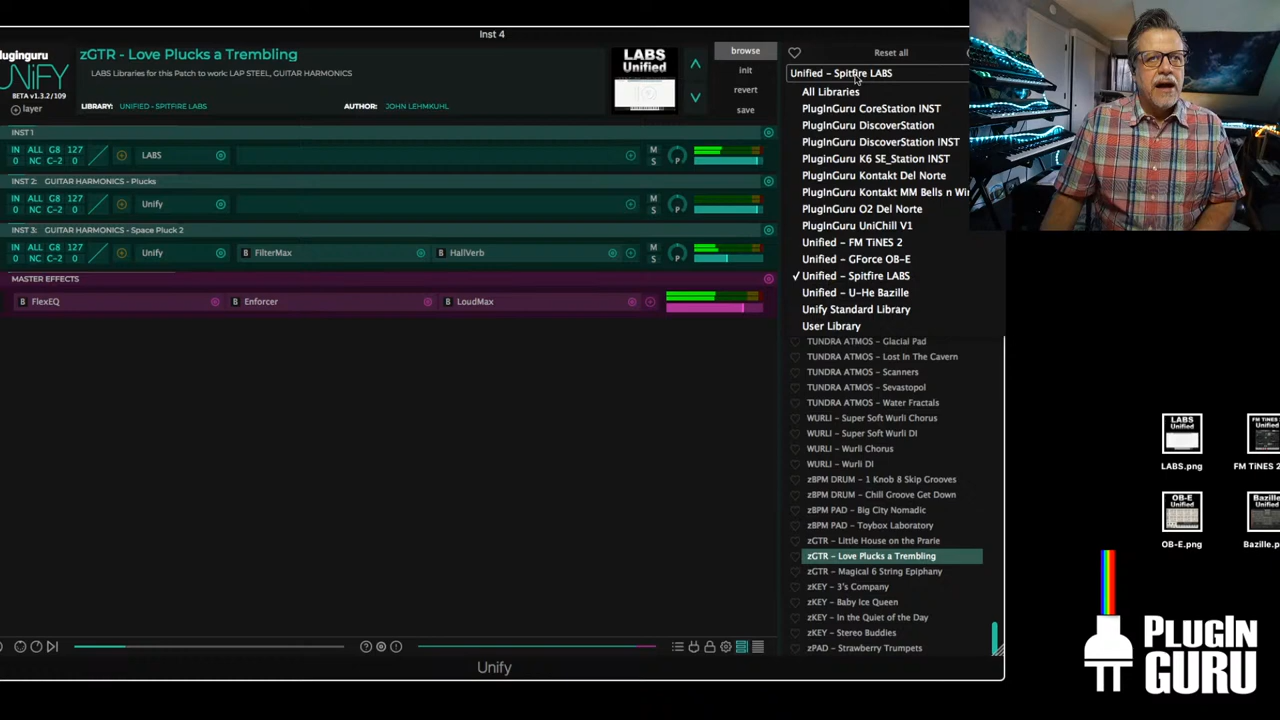 Inst 4
pluginguru
UNiFY
BETA v1.3.2/109
layer
zGTR - Love Plucks a Trembling
LABS Libraries for this Patch to work: LAP STEEL, GUITAR HARMONICS
LIBRARY: UNIFIED - SPITFIRE LABS
AUTHOR: JOHN LEHMKUHL
LABS
Unified
browse
init
revert
save
INST 1
IN ALL G8 127
0 NC C-2 0
LABS
M
S
P
INST 2: GUITAR HARMONICS - Plucks
IN ALL G8 127
0 NC C-2 0
Unify
M
S
P
INST 3: GUITAR HARMONICS - Space Pluck 2
IN ALL G8 127
0 NC C-2 0
Unify
B FilterMax
B HallVerb
M
S
P
MASTER EFFECTS
B FlexEQ
B Enforcer
B LoudMax
Unify
Reset all
Unified - Spitfire LABS
All Libraries
PlugInGuru CoreStation INST
PlugInGuru DiscoverStation
PlugInGuru DiscoverStation INST
PlugInGuru K6 SE_Station INST
PlugInGuru Kontakt Del Norte
PlugInGuru Kontakt MM Bells n Wi
PlugInGuru O2 Del Norte
PlugInGuru UniChill V1
Unified - FM TiNES 2
Unified - GForce OB-E
✓ Unified - Spitfire LABS
Unified - U-He Bazille
Unify Standard Library
User Library
TUNDRA ATMOS - Glacial Pad
TUNDRA ATMOS - Lost In The Cavern
TUNDRA ATMOS - Scanners
TUNDRA ATMOS - Sevastopol
TUNDRA ATMOS - Water Fractals
WURLI - Super Soft Wurli Chorus
WURLI - Super Soft Wurli DI
WURLI - Wurli Chorus
WURLI - Wurli DI
zBPM DRUM - 1 Knob 8 Skip Grooves
zBPM DRUM - Chill Groove Get Down
zBPM PAD - Big City Nomadic
zBPM PAD - Toybox Laboratory
zGTR - Little House on the Prarie
zGTR - Love Plucks a Trembling
zGTR - Magical 6 String Epiphany
zKEY - 3's Company
zKEY - Baby Ice Queen
zKEY - In the Quiet of the Day
zKEY - Stereo Buddies
zPAD - Strawberry Trumpets
LABS
Unified
LABS.png
FM TiNES 2
Unified
FM TiNES 2
OB-E
Unified
OB-E.png
Bazille
Unified
Bazille.p
PLUGIN
GURU